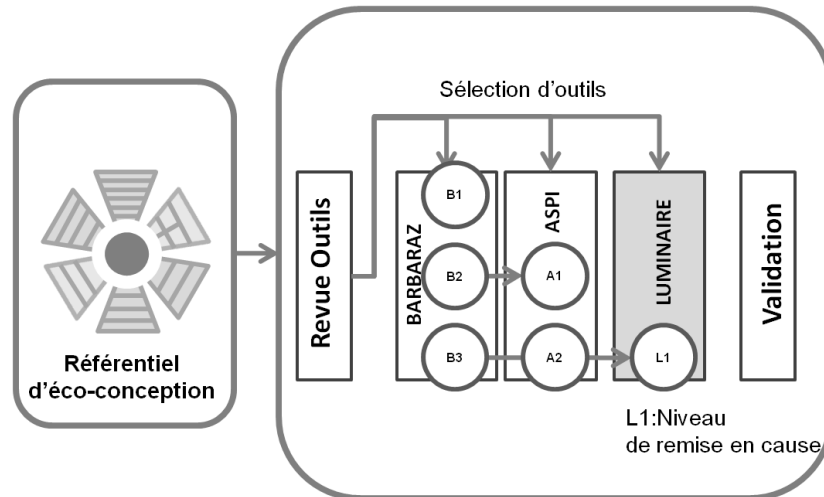 Sélection d'outils
Revue Outils
BARBARAZ
B1
B2
B3
ASPI
A1
A2
LUMINAIRE
L1
Validation
Référentiel
d'éco-conception
L1:Niveau
de remise en cause